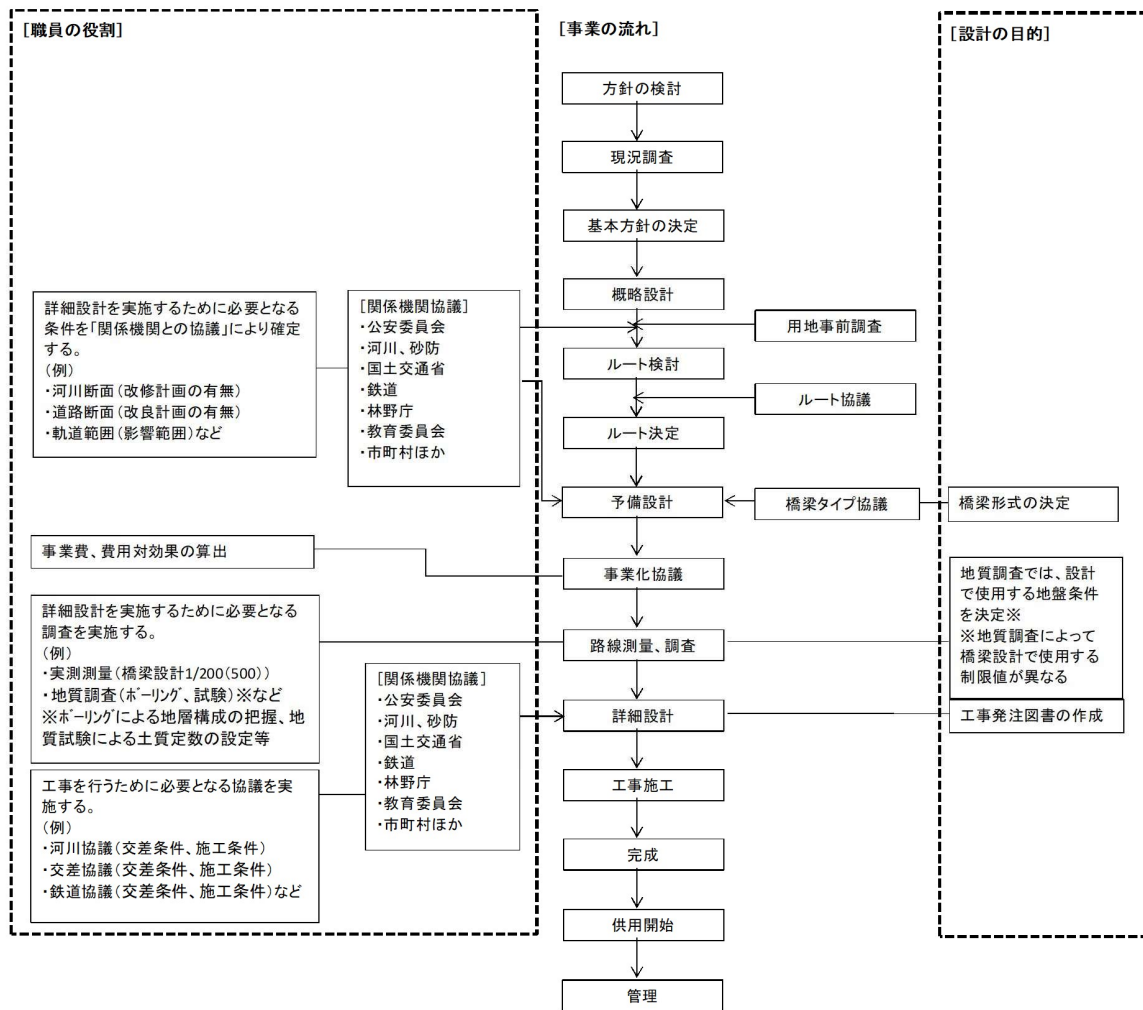 [職員の役割]
[事業の流れ]
[設計の目的]
方針の検討
現況調査
基本方針の決定
概略設計
用地事前調査
ルート検討
ルート協議
ルート決定
予備設計
橋梁タイプ協議
橋梁形式の決定
事業化協議
路線測量、調査
詳細設計
工事施工
完成
供用開始
管理
詳細設計を実施するために必要となる
条件を「関係機関との協議」により確定
する。
(例)
・河川断面(改修計画の有無)
・道路断面(改良計画の有無)
・軌道範囲(影響範囲)など
[関係機関協議]
・公安委員会
・河川、砂防
・国土交通省
・鉄道
・林野庁
・教育委員会
・市町村ほか
事業費、費用対効果の算出
詳細設計を実施するために必要となる
調査を実施する。
(例)
・実測測量(橋梁設計1/200(500))
・地質調査(ボーリング、試験)※など
※ボーリングによる地層構成の把握、地
質試験による土質定数の設定等
[関係機関協議]
・公安委員会
・河川、砂防
・国土交通省
・鉄道
・林野庁
・教育委員会
・市町村ほか
工事を行うために必要となる協議を実
施する。
(例)
・河川協議(交差条件、施工条件)
・交差協議(交差条件、施工条件)
・鉄道協議(交差条件、施工条件)など
地質調査では、設計
で使用する地盤条件
を決定※
※地質調査によって
橋梁設計で使用する
制限値が異なる
工事発注図書の作成